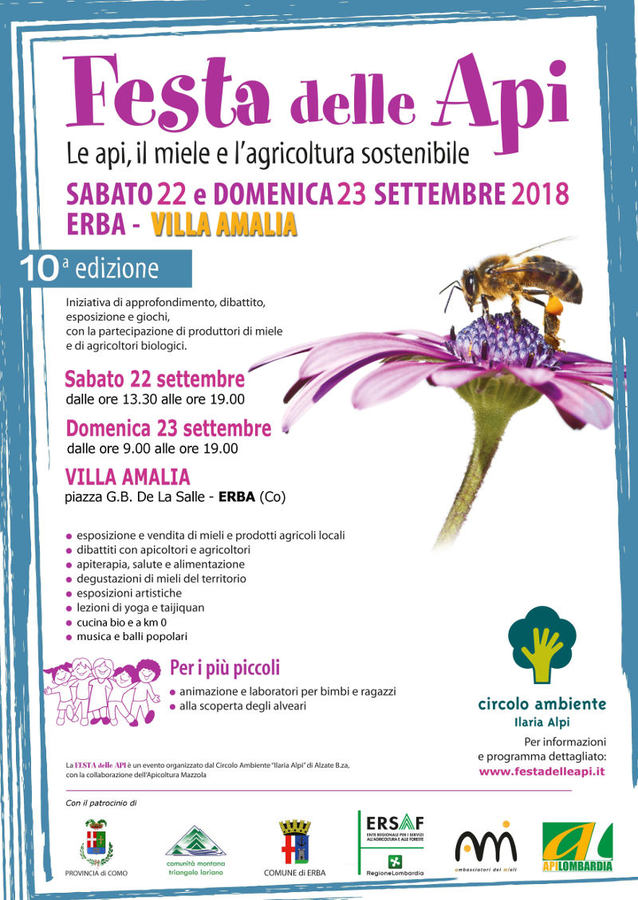 Festa delle Api
Le api, il miele e l'agricoltura sostenibile
SABATO 22 e DOMENICA 23 SETTEMBRE 2018
ERBA - VILLA AMALIA
10ª edizione
Iniziativa di approfondimento, dibattito,
esposizione e giochi,
con la partecipazione di produttori di miele
e di agricoltori biologici.
Sabato 22 settembre
dalle ore 13.30 alle ore 19.00
Domenica 23 settembre
dalle ore 9.00 alle ore 19.00
VILLA AMALIA
piazza G.B. De La Salle - ERBA (Co)
• esposizione e vendita di mieli e prodotti agricoli locali
• dibattiti con apicoltori e agricoltori
• apiterapia, salute e alimentazione
• degustazioni di mieli del territorio
• esposizioni artistiche
• lezioni di yoga e taijiquan
• cucina bio e a km 0
• musica e balli popolari
Per i più piccoli
• animazione e laboratori per bimbi e ragazzi
• alla scoperta degli alveari
circolo ambiente
Ilaria Alpi
Per informazioni
e programma dettagliato:
www.festadelleapi.it
La FESTA delle API è un evento organizzato dal Circolo Ambiente "Ilaria Alpi" di Alzate B.za,
con la collaborazione dell'Apicoltura Mazzola
Con il patrocinio di
PROVINCIA di COMO
comunità montana
triangolo lariano
COMUNE di ERBA
ERSAF
ENTE REGIONALE PER I SERVIZI
ALL'AGRICOLTURA E ALLE FORESTE
RegioneLombardia
AMI
ambasciatori dei mieli
APILOMBARDIA